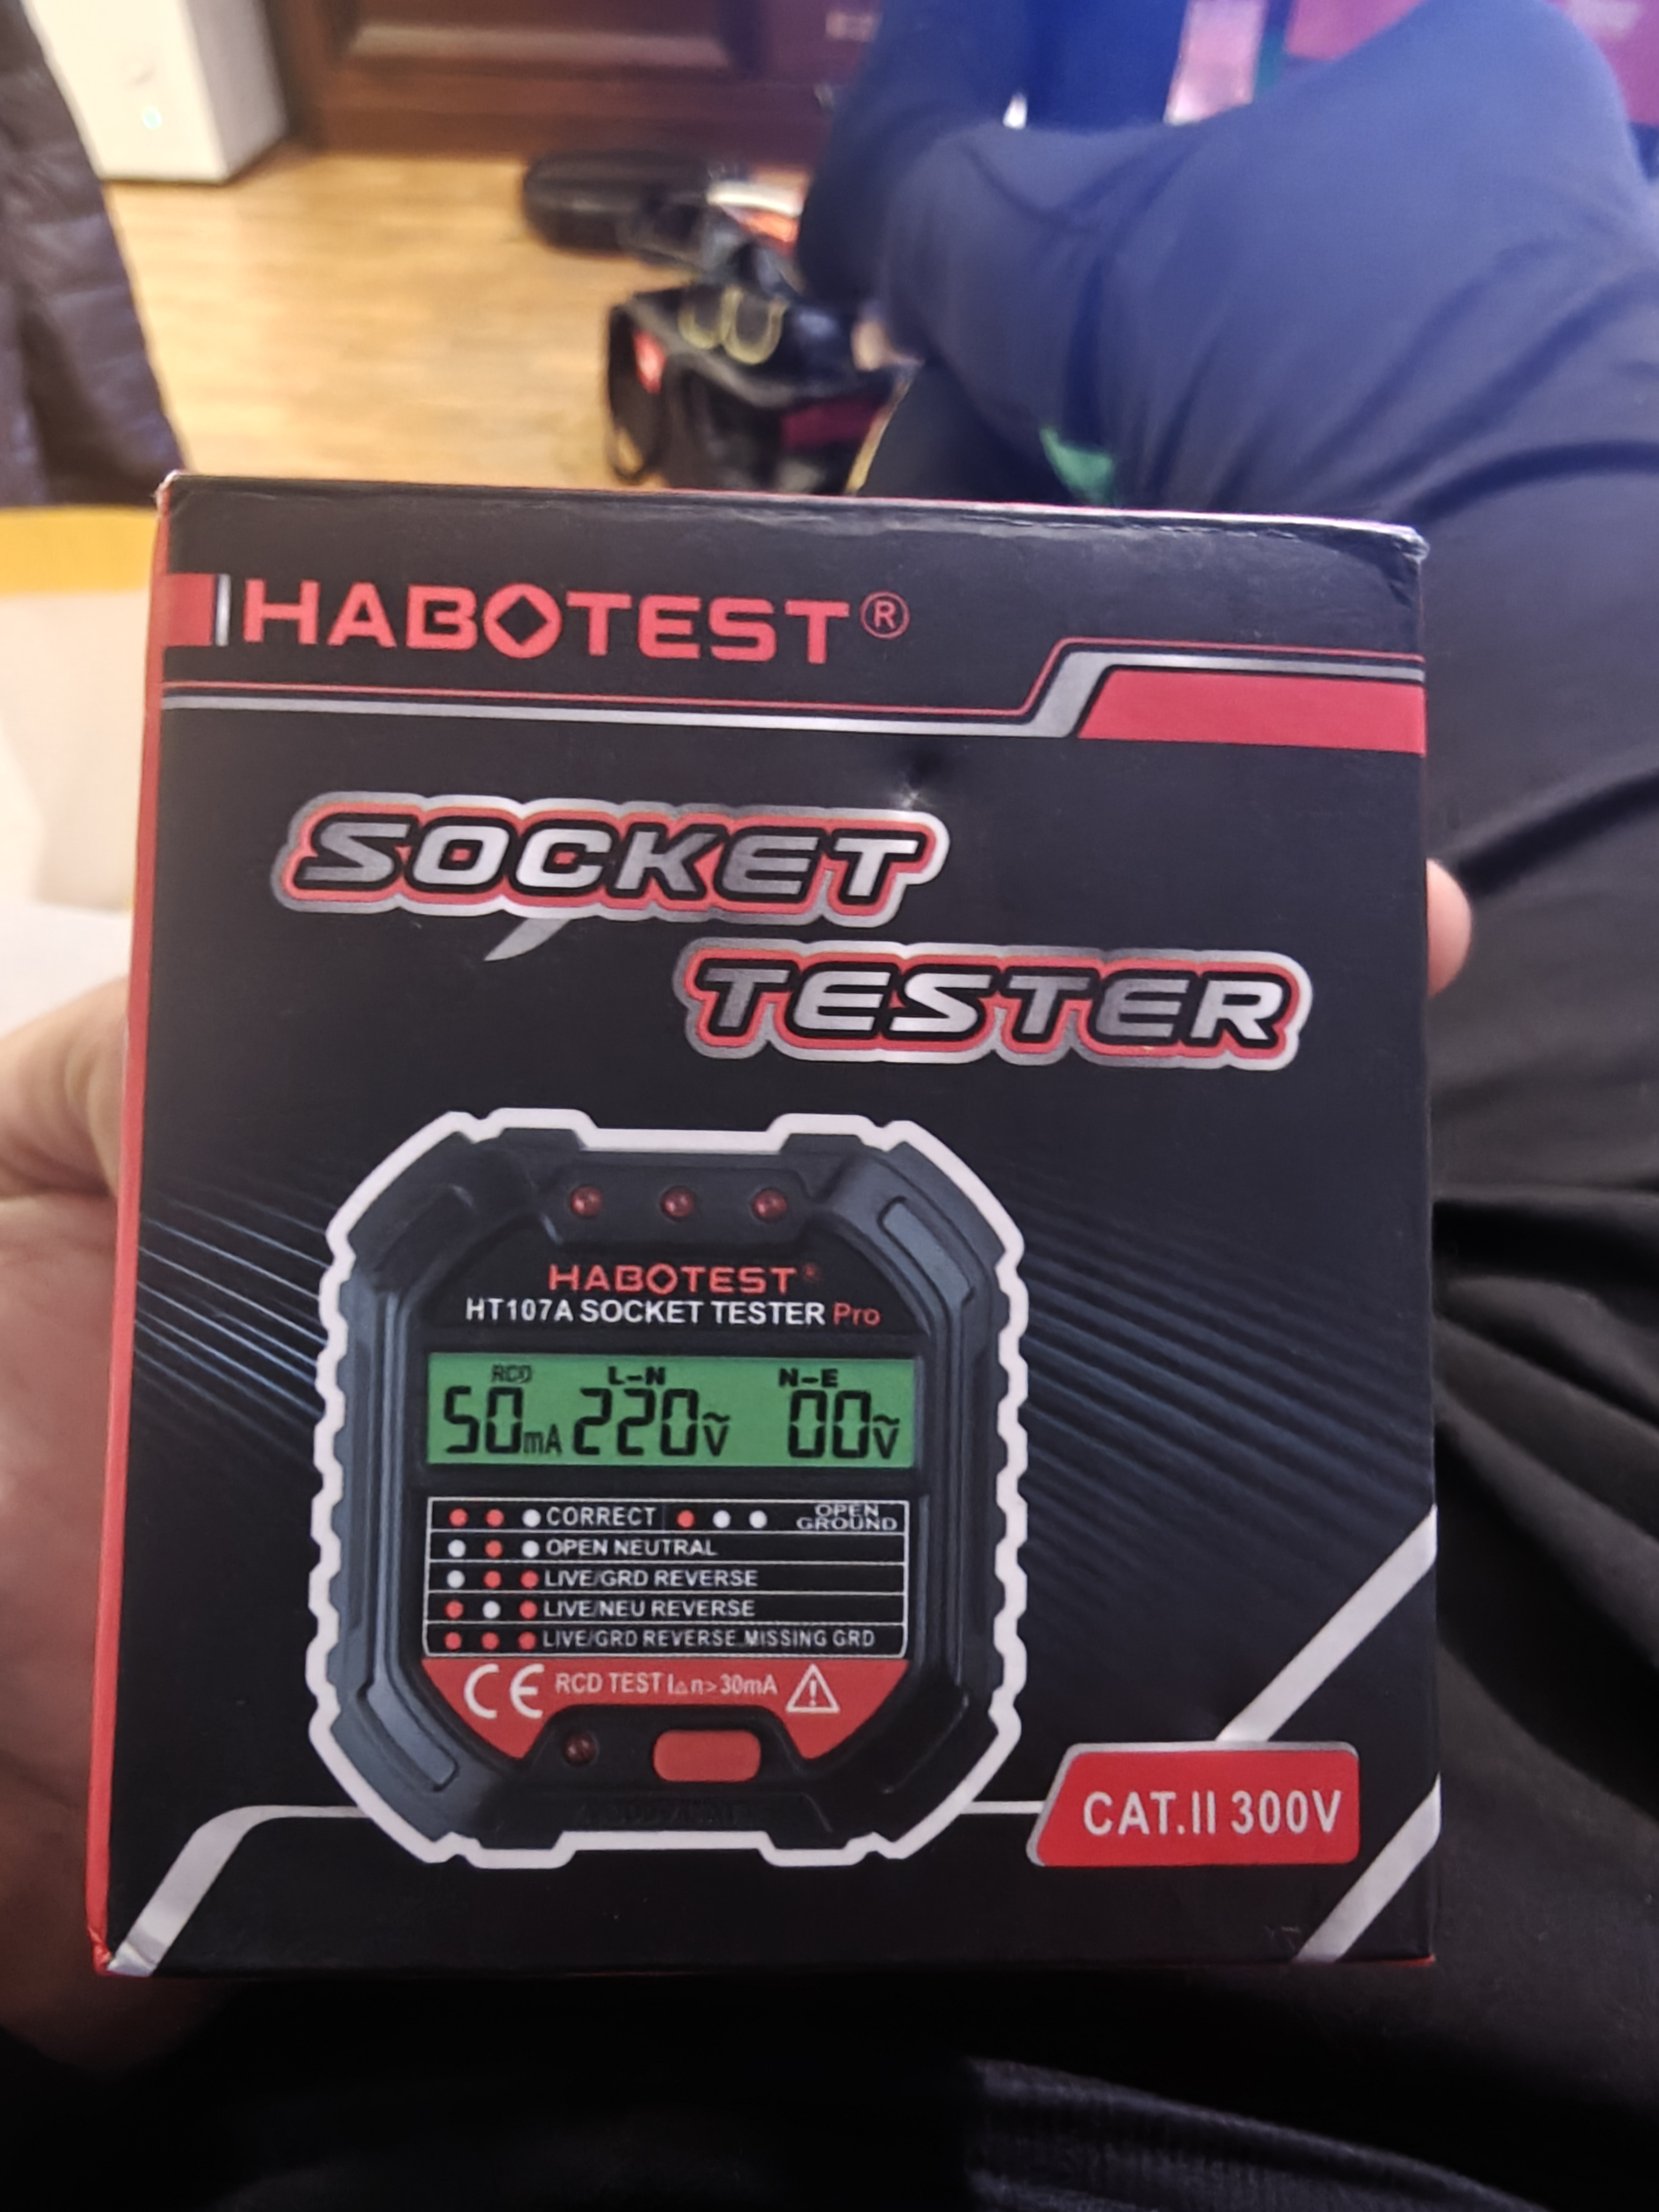 HABOTEST®
SOCKET
TESTER
HABOTEST®
HT107A SOCKET TESTER Pro
RCD L-N N-E
50mA 220V~ 00V~
CORRECT OPEN GROUND
OPEN NEUTRAL
LIVE/GRD REVERSE
LIVE/NEU REVERSE
LIVE/GRD REVERSE MISSING GRD
CE RCD TEST I△n>30mA
CAT.II 300V